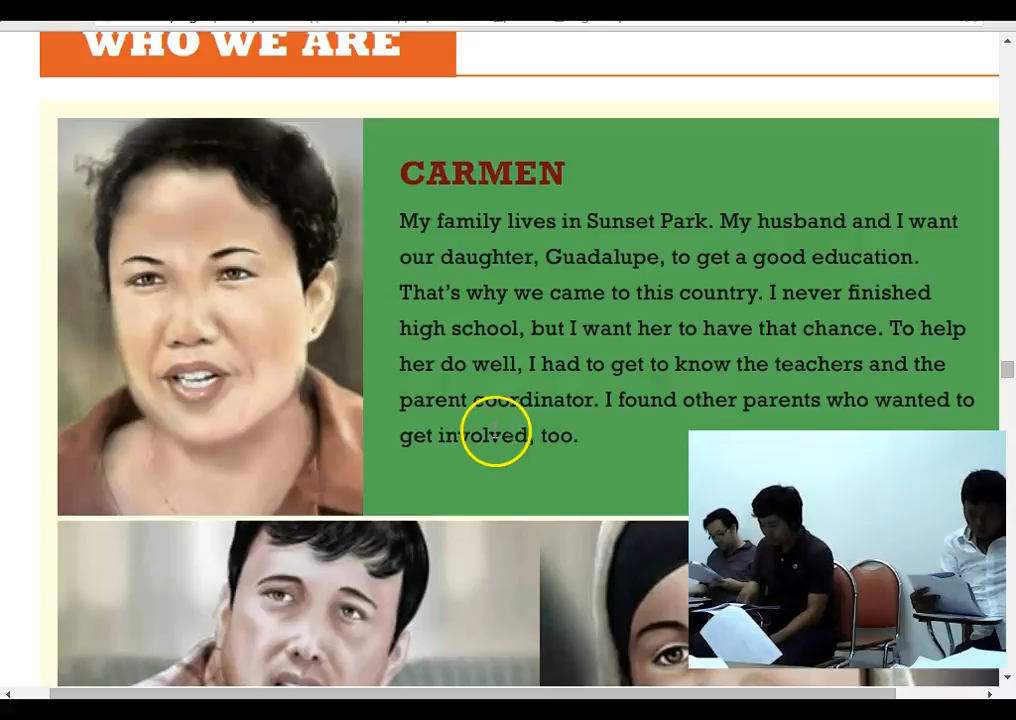 WHO WE ARE
CARMEN
My family lives in Sunset Park. My husband and I want
our daughter, Guadalupe, to get a good education.
That's why we came to this country. I never finished
high school, but I want her to have that chance. To help
her do well, I had to get to know the teachers and the
parent coordinator. I found other parents who wanted to
get involved, too.